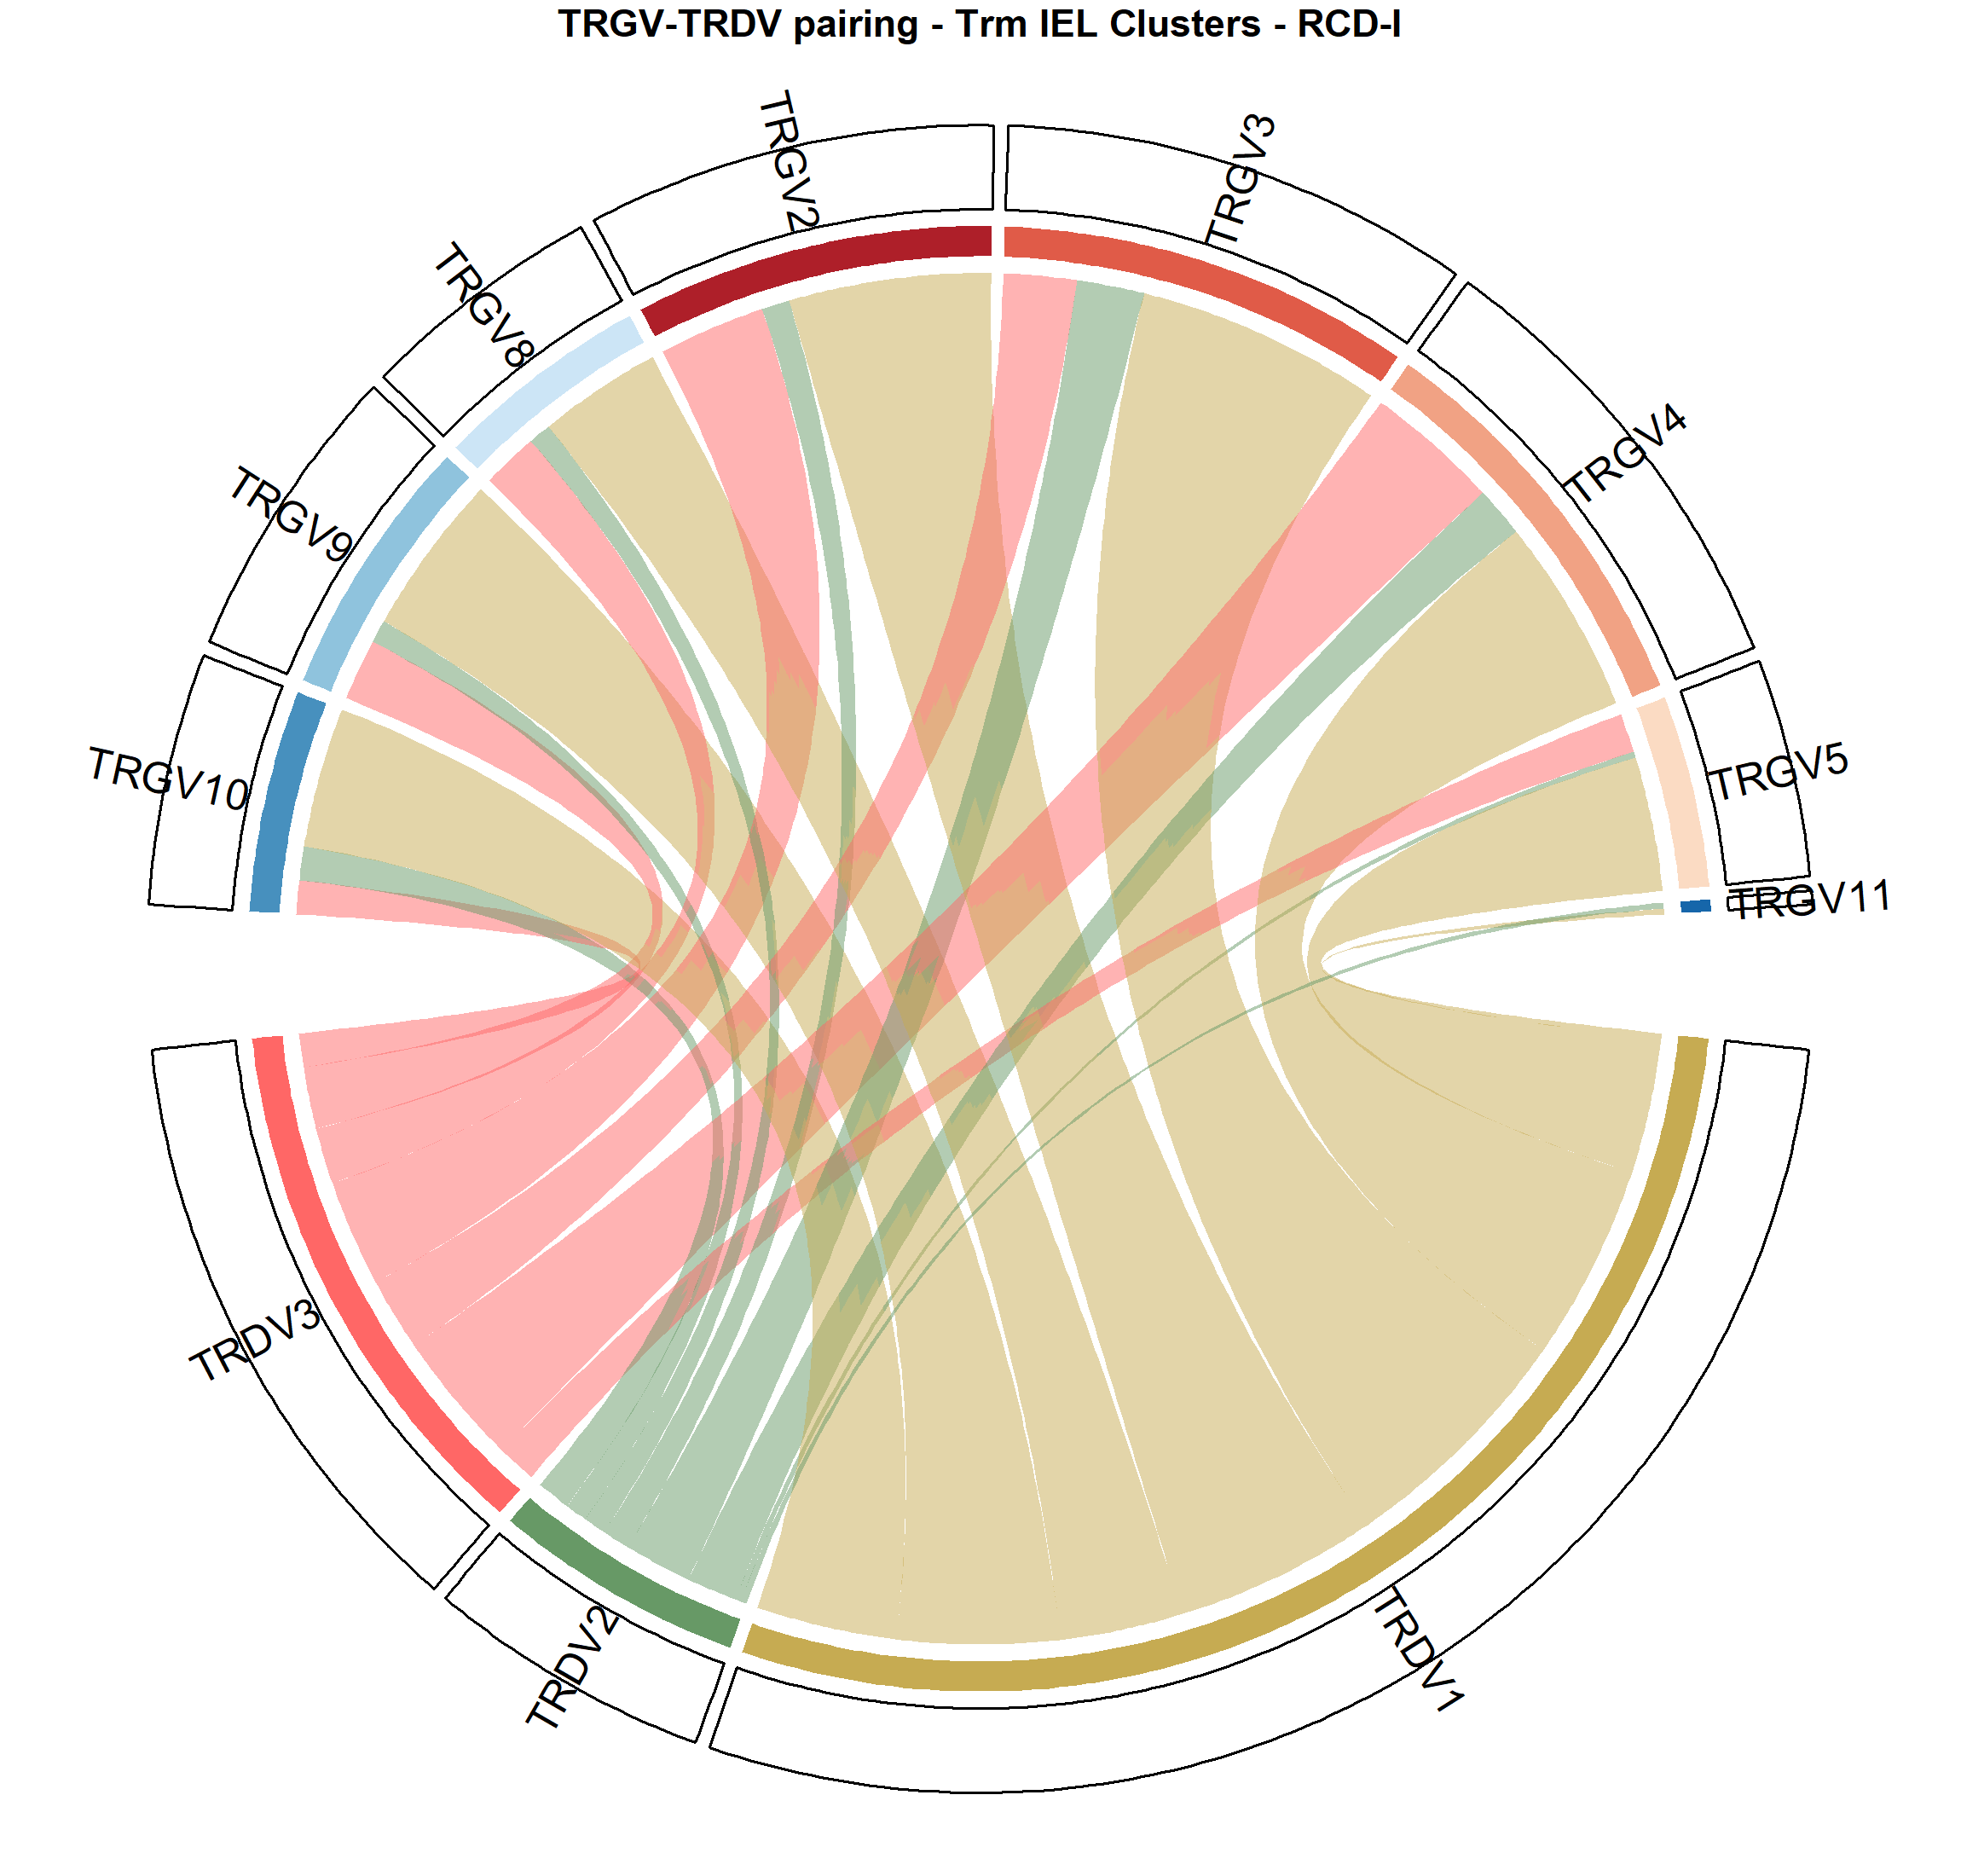 TRGV-TRDV pairing - Trm IEL Clusters - RCD-I
TRGV2
TRGV3
TRGV8
TRGV4
TRGV9
TRGV10
TRGV5
TRGV11
TRDV3
TRDV2
TRDV1